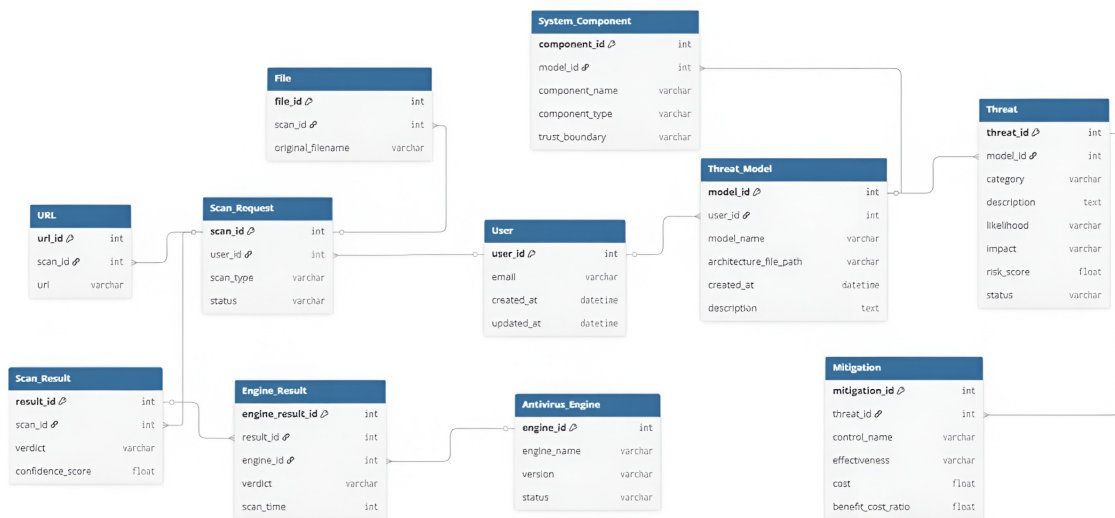 System_Component
component_id int
model_id int
component_name varchar
component_type varchar
trust_boundary varchar
File
file_id int
scan_id int
original_filename varchar
Threat
threat_id int
model_id int
category varchar
description text
likelihood varchar
impact varchar
risk_score float
status varchar
Threat_Model
model_id int
user_id int
model_name varchar
architecture_file_path varchar
created_at datetime
description text
URL
url_id int
scan_id int
url varchar
Scan_Request
scan_id int
user_id int
scan_type varchar
status varchar
User
user_id int
email varchar
created_at datetime
updated_at datetime
Scan_Result
result_id int
scan_id int
verdict varchar
confidence_score float
Engine_Result
engine_result_id int
result_id int
engine_id int
verdict varchar
scan_time int
Antivirus_Engine
engine_id int
engine_name varchar
version varchar
status varchar
Mitigation
mitigation_id int
threat_id int
control_name varchar
effectiveness varchar
cost float
benefit_cost_ratio float